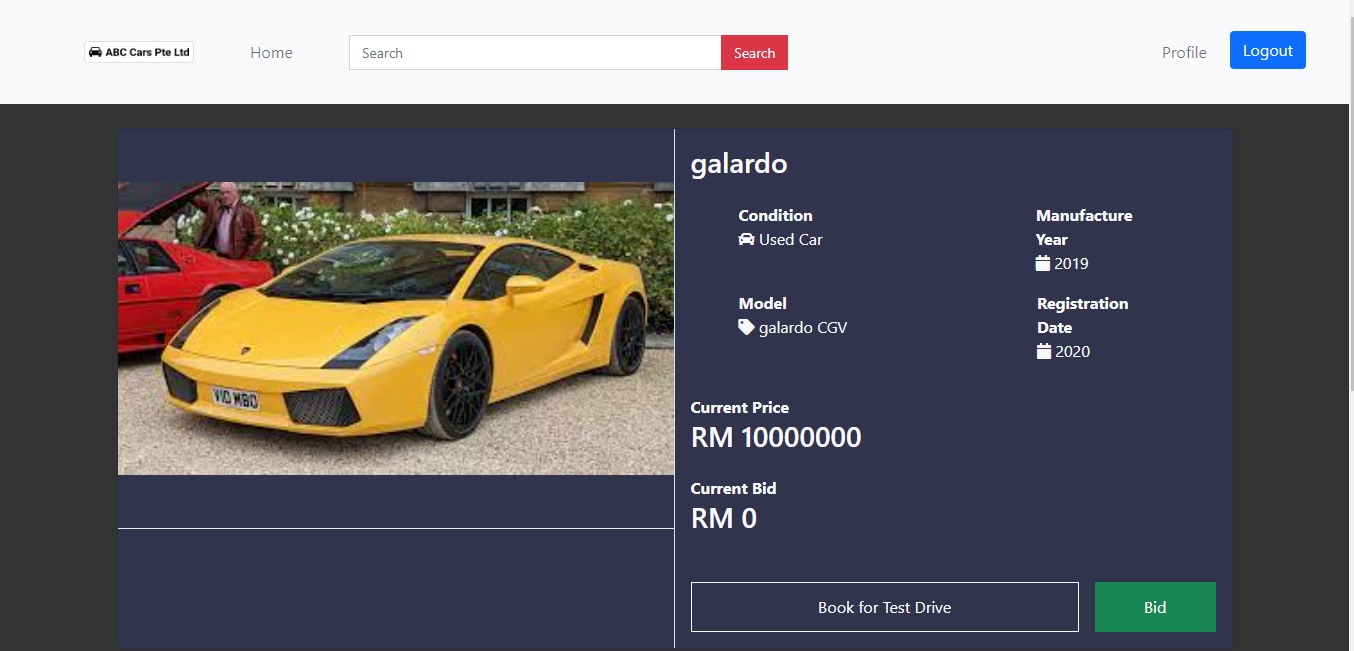 ABC Cars Pte Ltd
Home
Search
Search
Profile
Logout
galardo
Condition
Used Car
Manufacture
Year
2019
Model
galardo CGV
Registration
Date
2020
Current Price
RM 10000000
Current Bid
RM 0
Book for Test Drive
Bid
V10 MBO